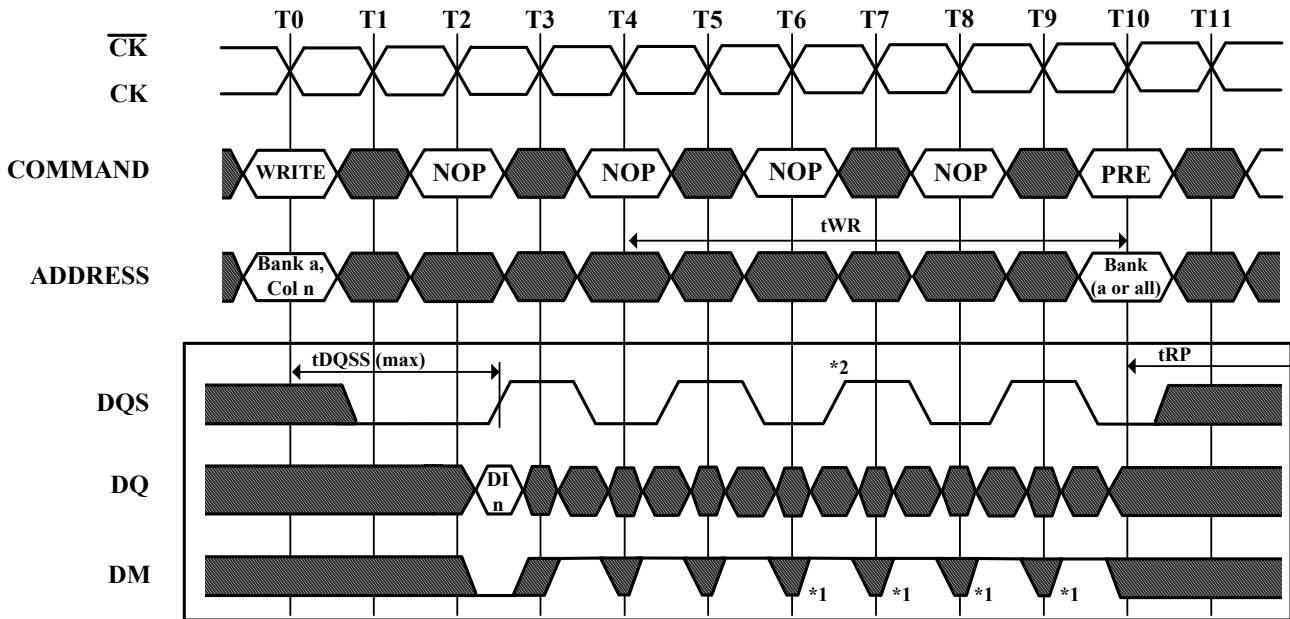 T0 T1 T2 T3 T4 T5 T6 T7 T8 T9 T10 T11
CK
CK
COMMAND WRITE NOP NOP NOP NOP PRE
tWR
ADDRESS Bank a, Col n Bank (a or all)
tDQSS (max) *2 tRP
DQS
DQ DI n
DM *1 *1 *1 *1